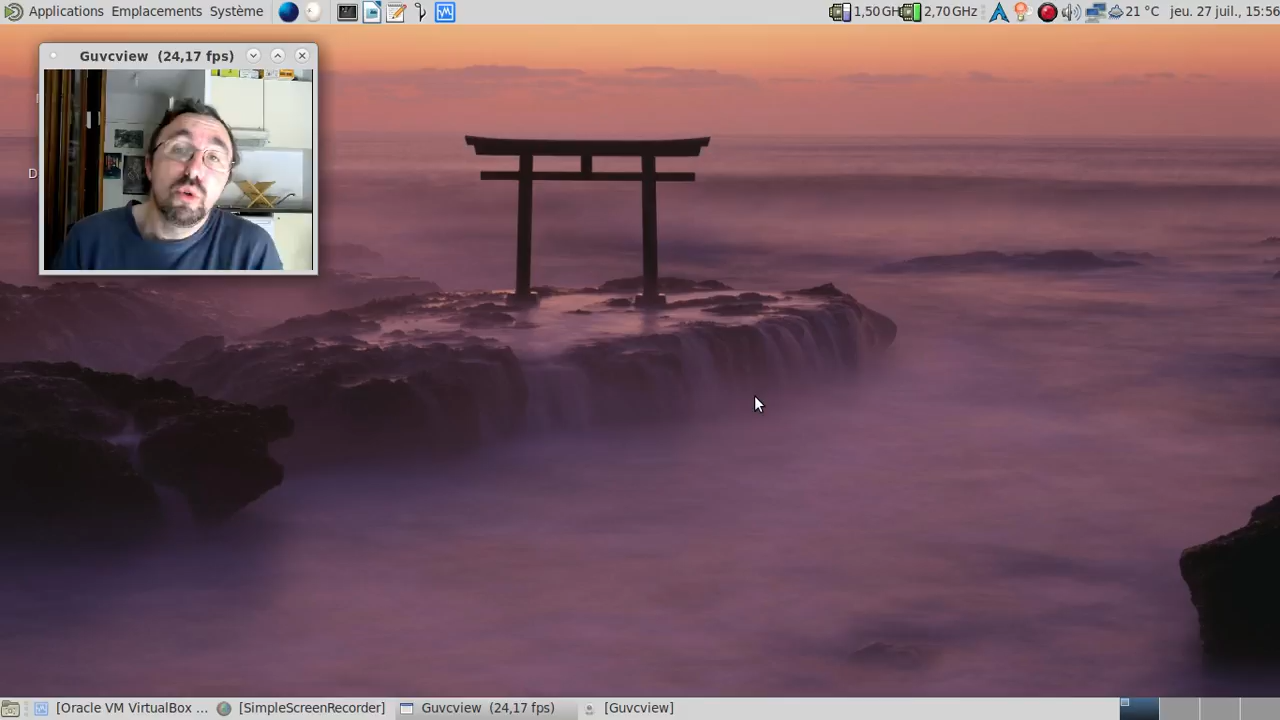 Applications Emplacements Système 1,50 GH 2,70 GHz 21 °C jeu. 27 juil., 15:56
Guvcview (24,17 fps)
D
[Oracle VM VirtualBox ... [SimpleScreenRecorder] Guvcview (24,17 fps) [Guvcview]